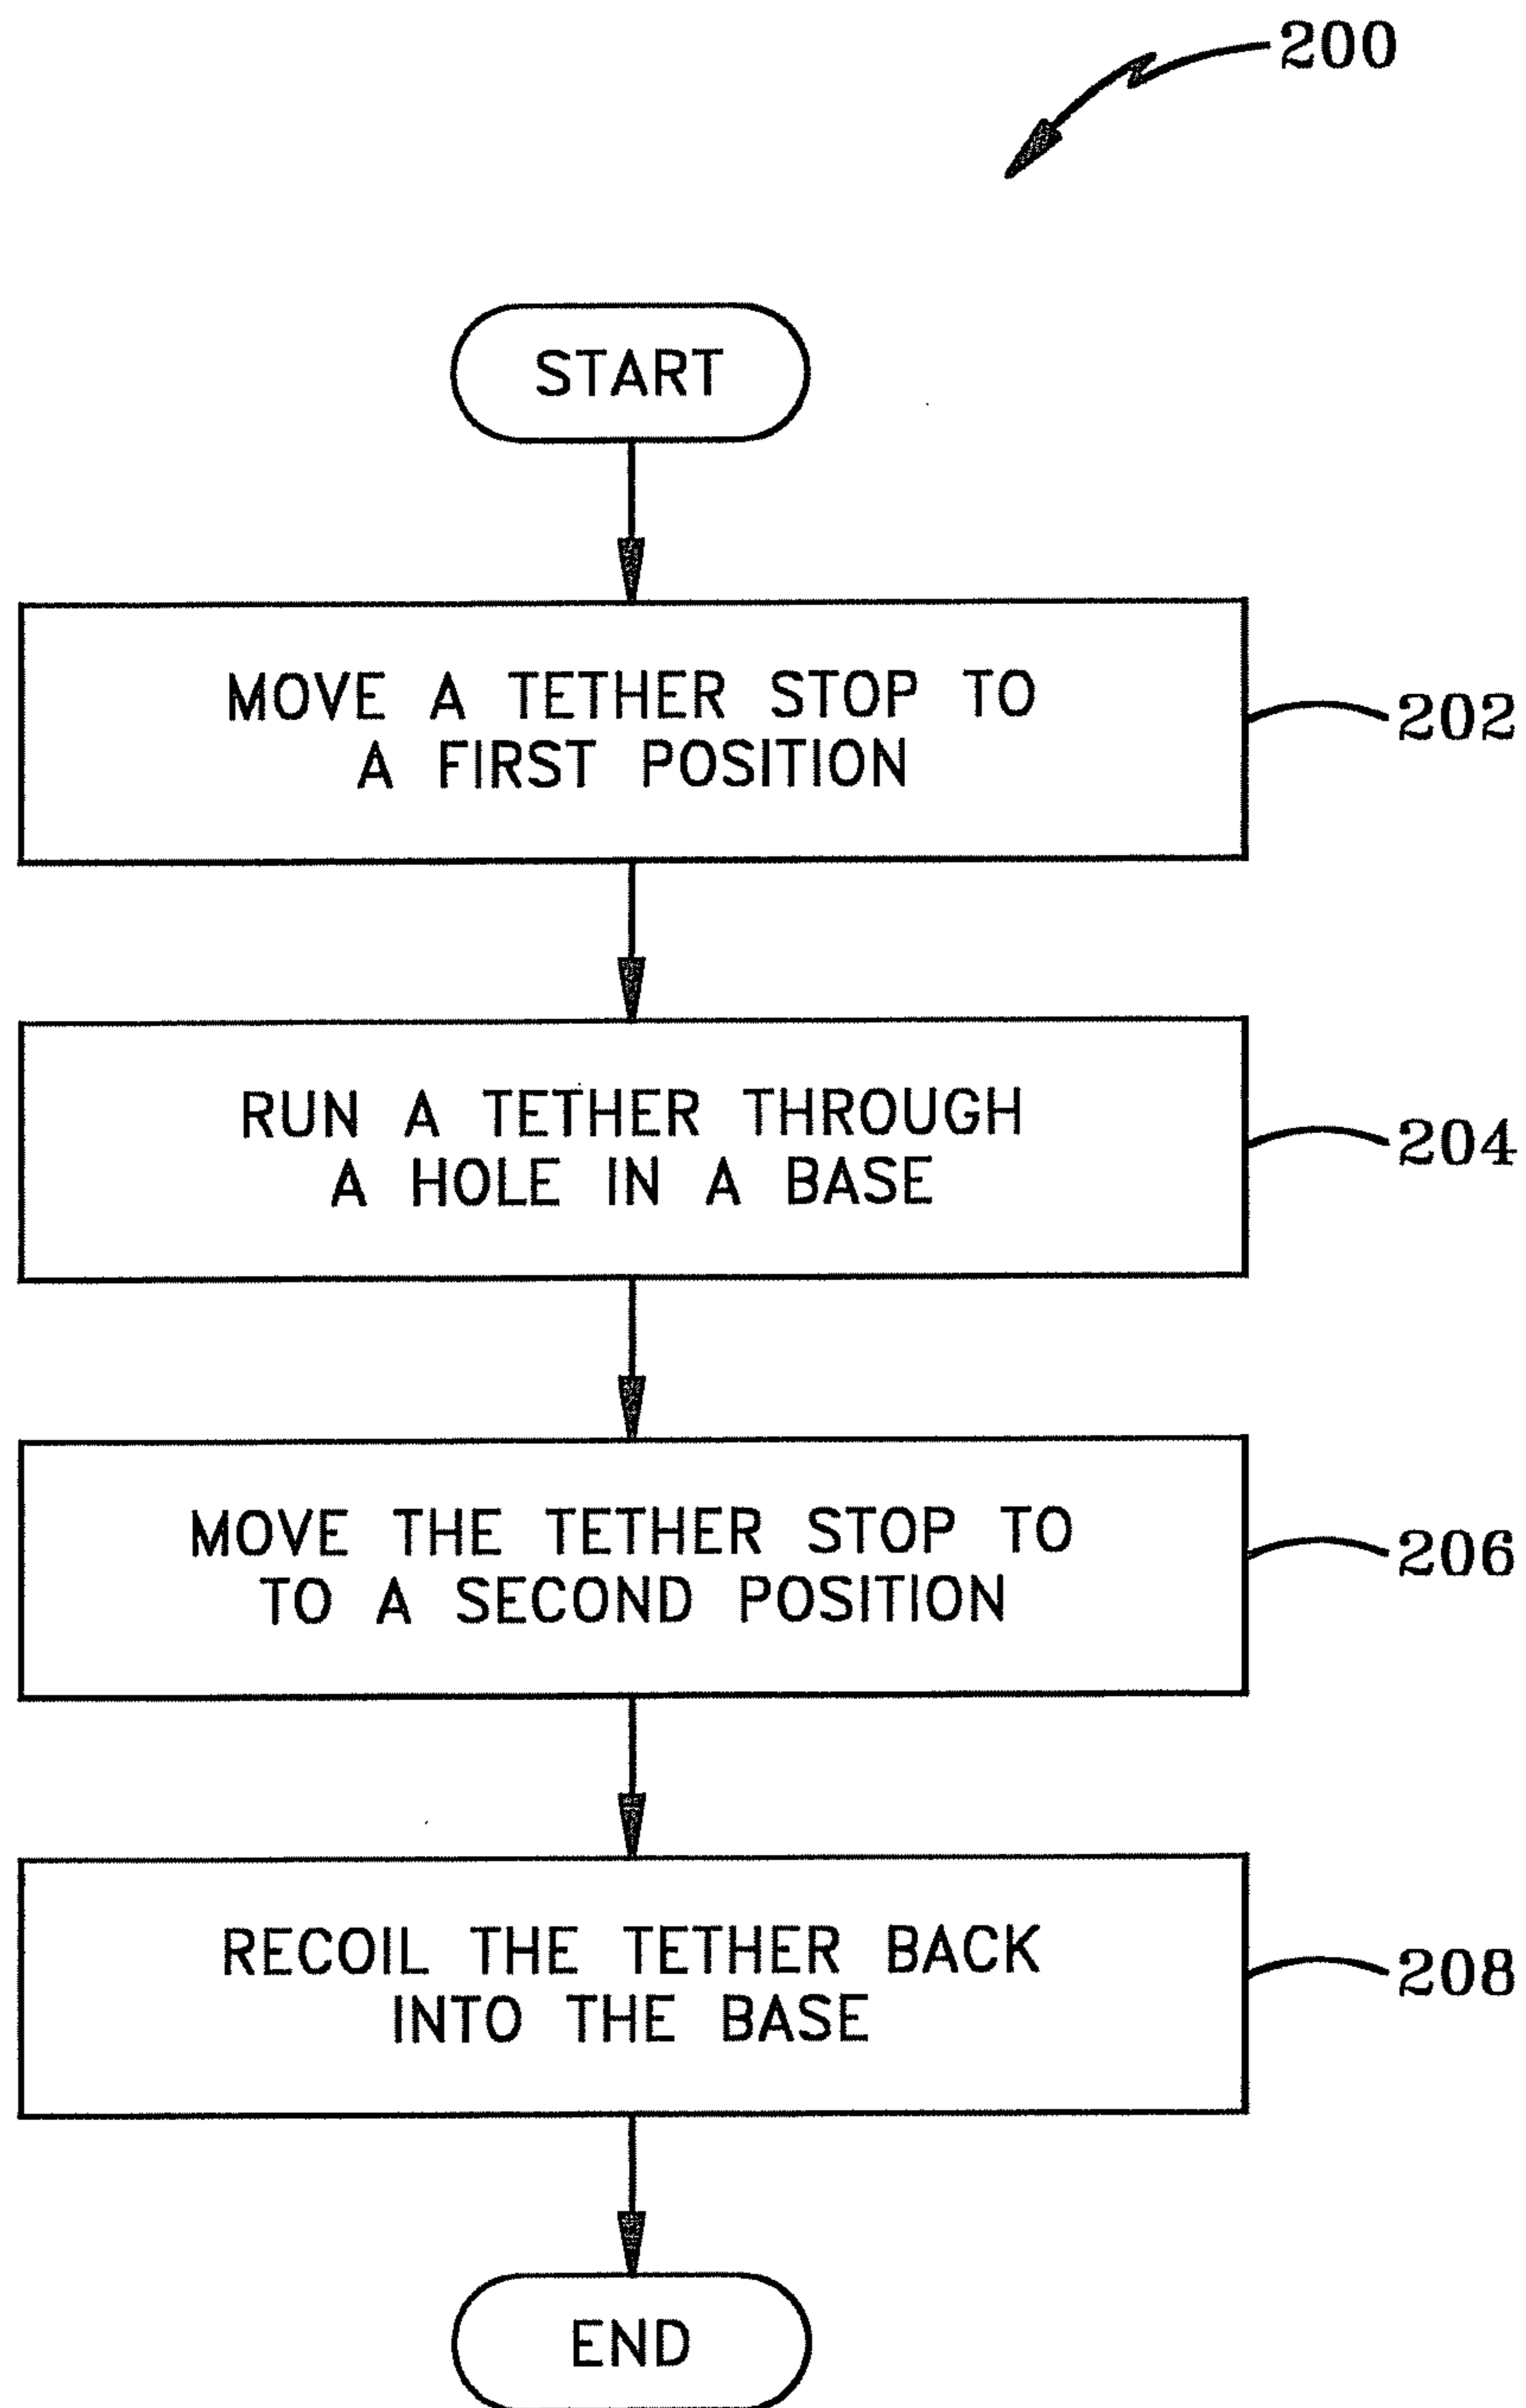 200
START
MOVE A TETHER STOP TO
A FIRST POSITION
202
RUN A TETHER THROUGH
A HOLE IN A BASE
204
MOVE THE TETHER STOP TO
TO A SECOND POSITION
206
RECOIL THE TETHER BACK
INTO THE BASE
208
END